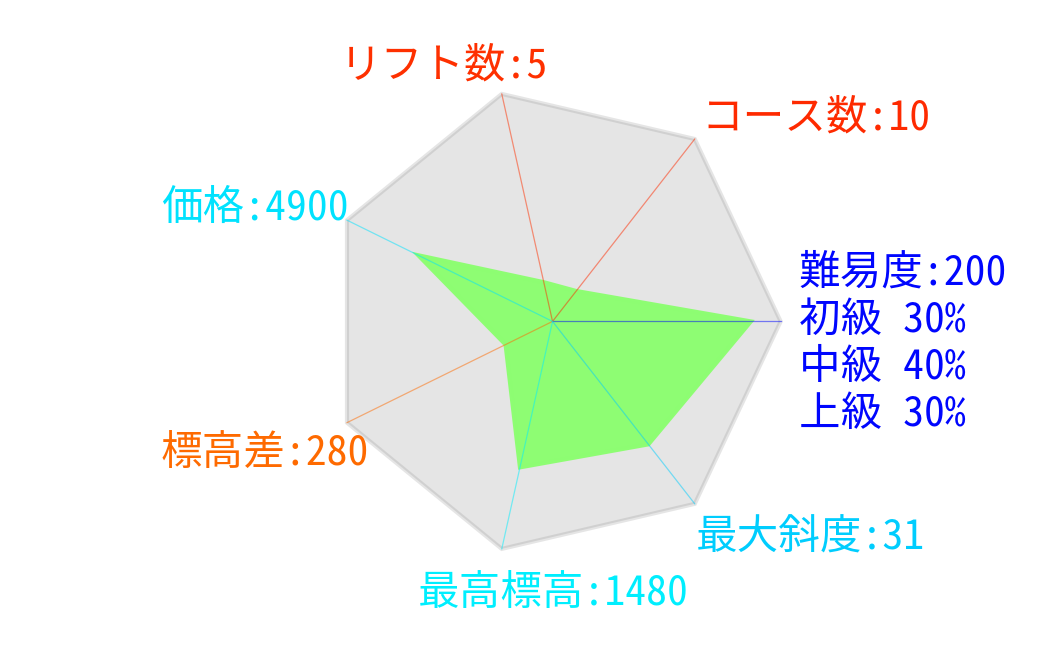 リフト数:5
コース数:10
価格:4900
難易度:200
初級 30%
中級 40%
上級 30%
標高差:280
最大斜度:31
最高標高:1480